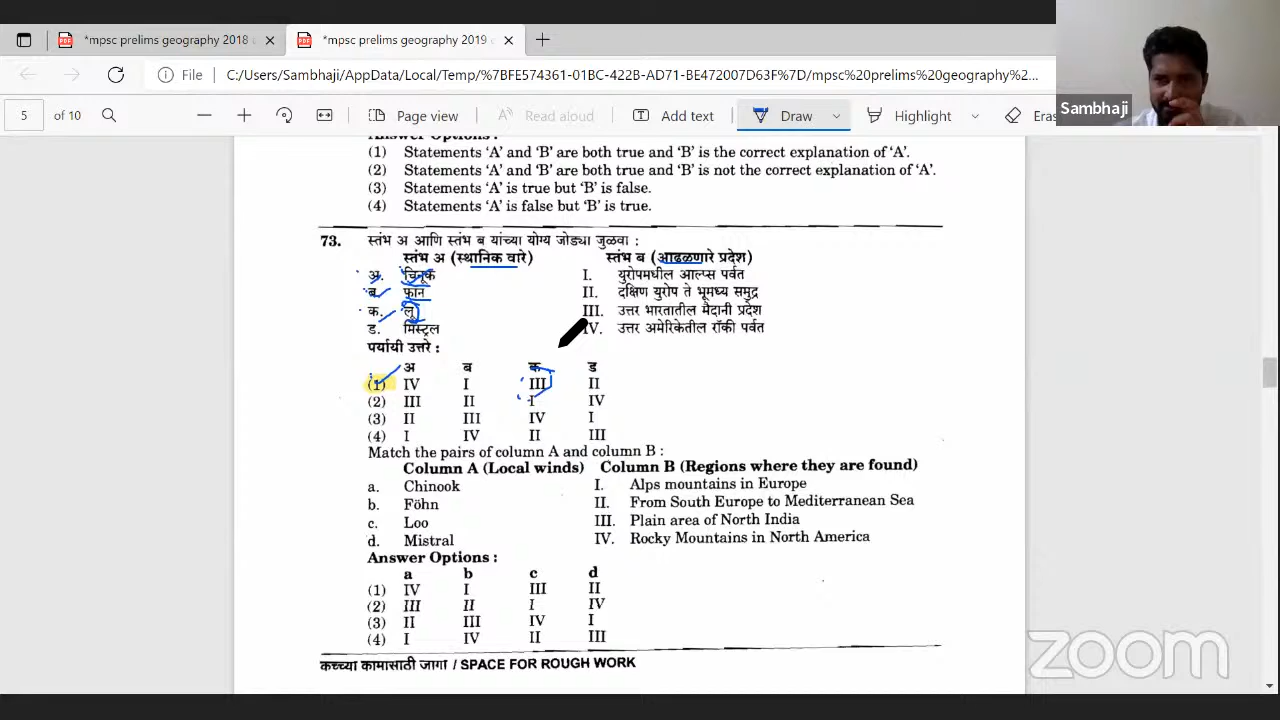 *mpsc prelims geography 2018
*mpsc prelims geography 2019
File C:/Users/Sambhaji/AppData/Local/Temp/%7BFE574361-01BC-422B-AD71-BE472007D63F%7D/mpsc%20prelims%20geography%2...
5 of 10 Page view Read aloud Add text Draw Highlight Eras
Sambhaji
Answer Options :
(1) Statements ‘A’ and ‘B’ are both true and ‘B’ is the correct explanation of ‘A’.
(2) Statements ‘A’ and ‘B’ are both true and ‘B’ is not the correct explanation of ‘A’.
(3) Statements ‘A’ is true but ‘B’ is false.
(4) Statements ‘A’ is false but ‘B’ is true.
73. स्तंभ अ आणि स्तंभ ब यांच्या योग्य जोड्या जुळवा :
स्तंभ अ (स्थानिक वारे) स्तंभ ब (आढळणारे प्रदेश)
अ. चिनूक I. युरोपमधील आल्प्स पर्वत
ब. फॉन II. दक्षिण युरोप ते भूमध्य समुद्र
क. लू III. उत्तर भारतातील मैदानी प्रदेश
ड. मिस्ट्रल IV. उत्तर अमेरिकेतील रॉकी पर्वत
पर्यायी उत्तरे :
अ ब क ड
(1) IV I III II
(2) III II I IV
(3) II III IV I
(4) I IV II III
Match the pairs of column A and column B :
Column A (Local winds) Column B (Regions where they are found)
a. Chinook I. Alps mountains in Europe
b. Föhn II. From South Europe to Mediterranean Sea
c. Loo III. Plain area of North India
d. Mistral IV. Rocky Mountains in North America
Answer Options :
a b c d
(1) IV I III II
(2) III II I IV
(3) II III IV I
(4) I IV II III
कच्च्या कामासाठी जागा / SPACE FOR ROUGH WORK
zoom